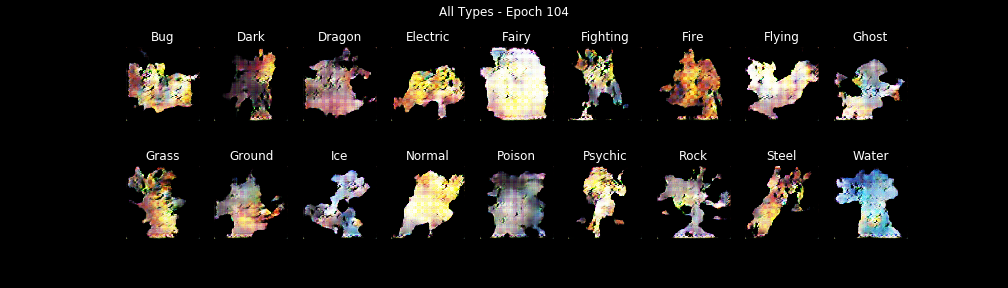 All Types - Epoch 104
Bug Dark Dragon Electric Fairy Fighting Fire Flying Ghost
Grass Ground Ice Normal Poison Psychic Rock Steel Water